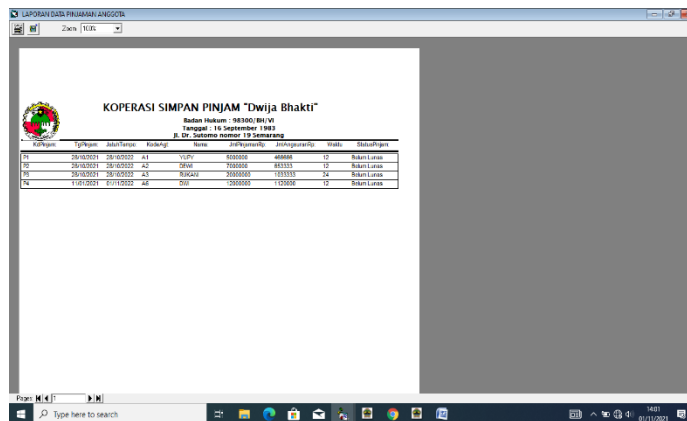 LAPORAN DATA PINJAMAN ANGGOTA
Zoom 100%
KOPERASI SIMPAN PINJAM "Dwija Bhakti"
Badan Hukum : 98300/BH/VI
Tanggal : 16 September 1983
Jl. Dr. Sutomo nomor 19 Semarang
KdPinjam TglPinjam JatuhTempo KodeAgt Nama JmlPinjamanRp JmlAngsuranRp Waktu StatusPinjam
P1 28/10/2021 28/10/2022 A1 YUPY 5000000 466666 12 Belum Lunas
P2 28/10/2021 28/10/2022 A2 DEWI 7000000 653333 12 Belum Lunas
P3 28/10/2021 28/10/2022 A3 RUKANI 20000000 1033333 24 Belum Lunas
P4 11/01/2021 01/11/2022 A6 DWI 12000000 1120000 12 Belum Lunas
Pages: 1
Type here to search
14:01
01/11/2021